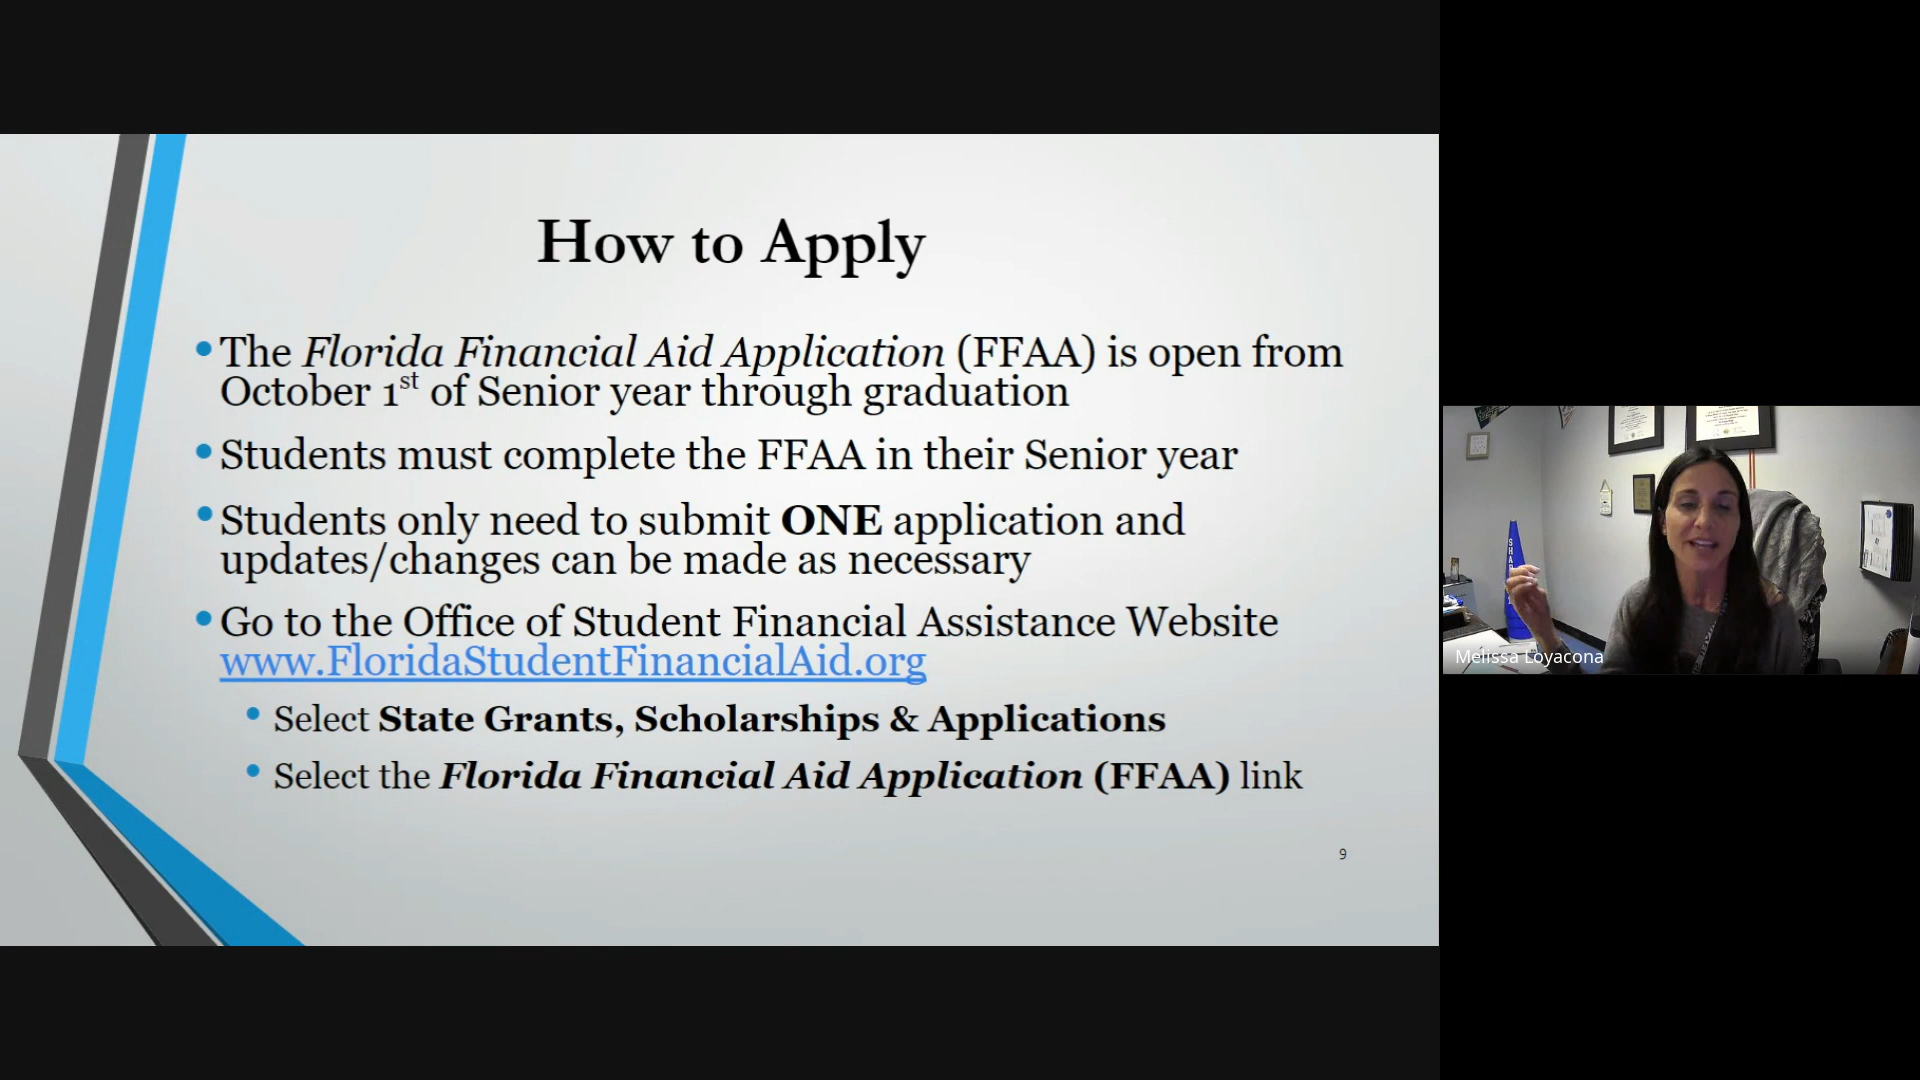 How to Apply
•The Florida Financial Aid Application (FFAA) is open from
October 1st of Senior year through graduation
•Students must complete the FFAA in their Senior year
•Students only need to submit ONE application and
updates/changes can be made as necessary
•Go to the Office of Student Financial Assistance Website
www.FloridaStudentFinancialAid.org
•Select State Grants, Scholarships & Applications
•Select the Florida Financial Aid Application (FFAA) link
9
Melissa Loyacona